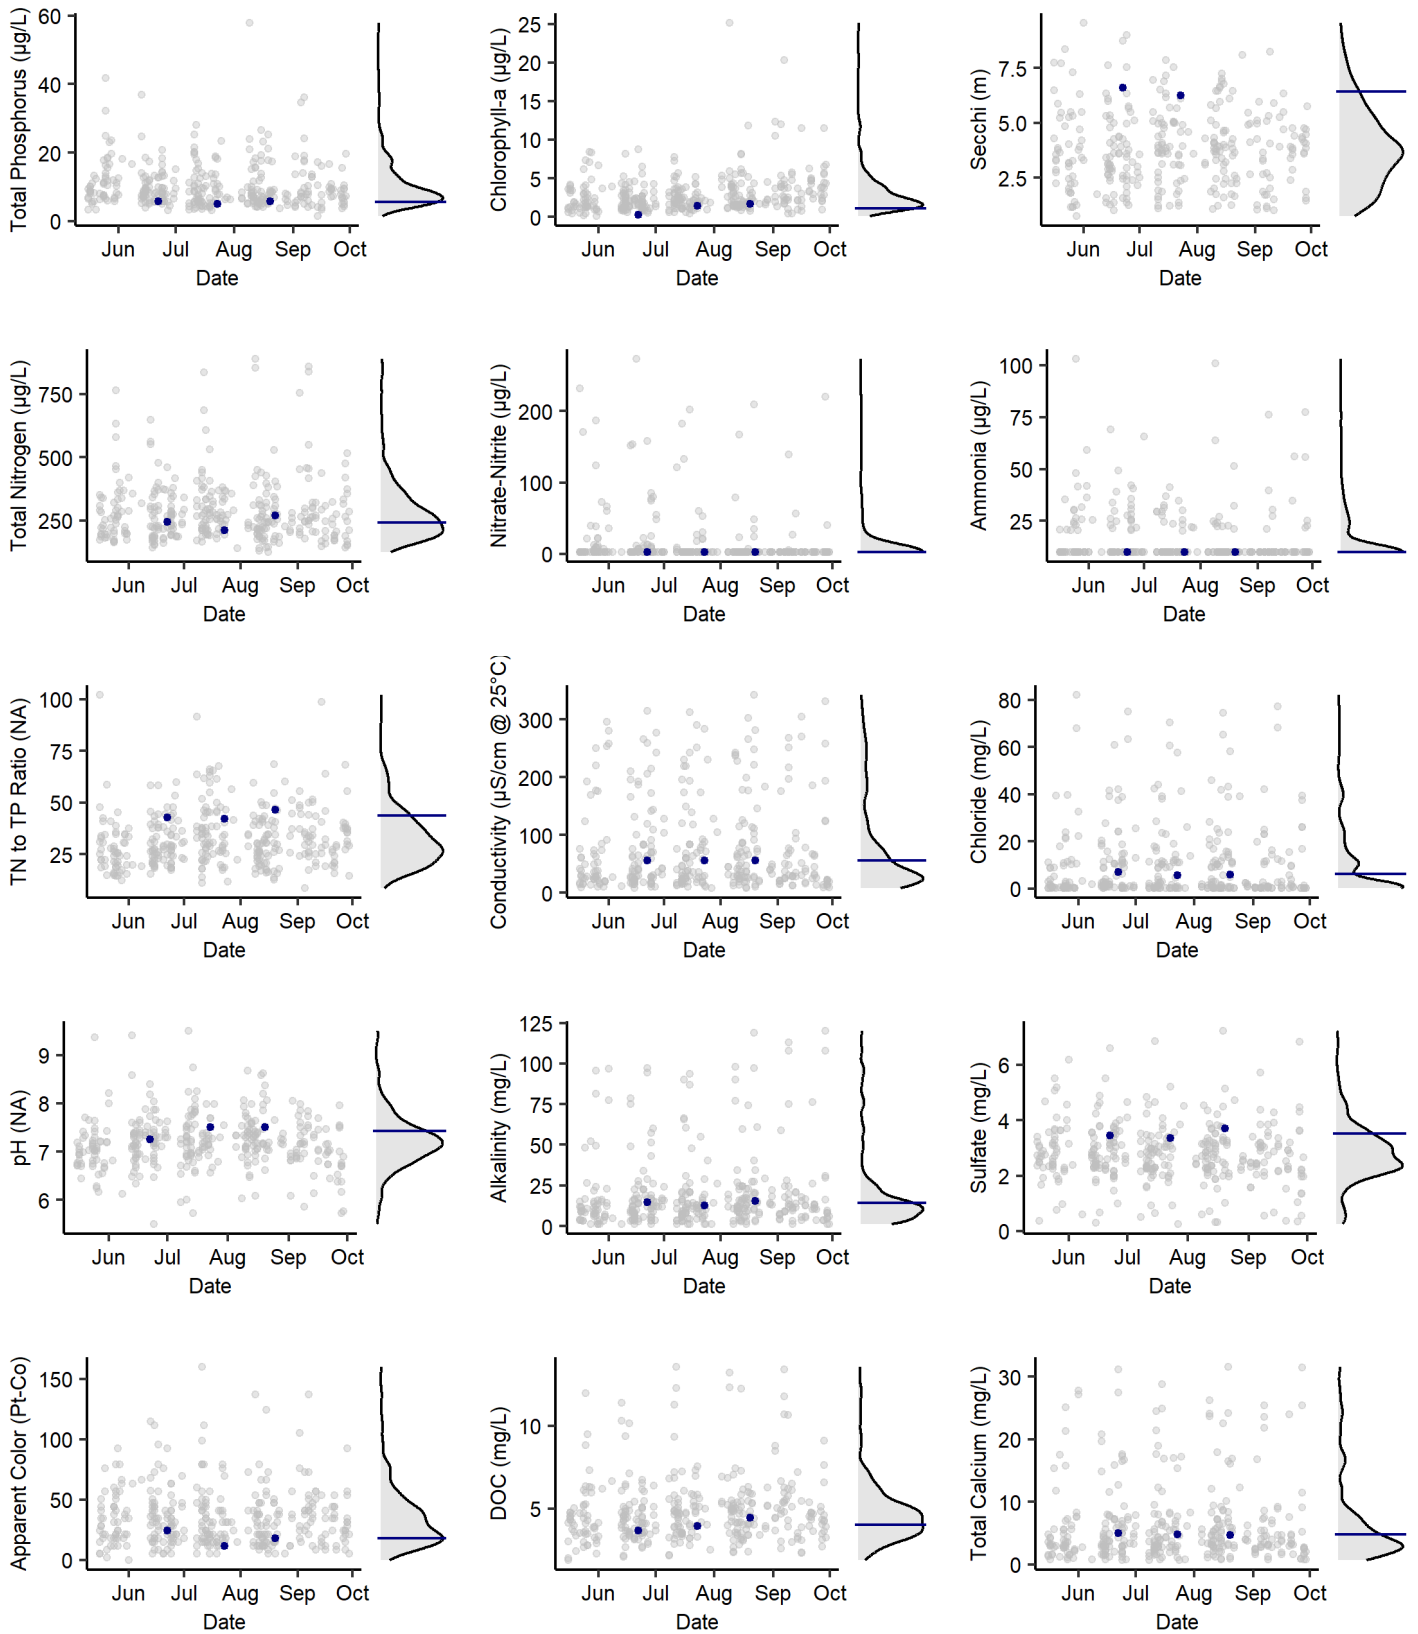 Total Phosphorus (µg/L)
60
40
20
0
Jun Jul Aug Sep Oct
Date
Chlorophyll-a (µg/L)
25
20
15
10
5
0
Jun Jul Aug Sep Oct
Date
Secchi (m)
7.5
5.0
2.5
Jun Jul Aug Sep Oct
Date
Total Nitrogen (µg/L)
750
500
250
Jun Jul Aug Sep Oct
Date
Nitrate-Nitrite (µg/L)
200
100
0
Jun Jul Aug Sep Oct
Date
Ammonia (µg/L)
100
75
50
25
Jun Jul Aug Sep Oct
Date
TN to TP Ratio (NA)
100
75
50
25
Jun Jul Aug Sep Oct
Date
Conductivity (µS/cm @ 25°C)
300
200
100
0
Jun Jul Aug Sep Oct
Date
Chloride (mg/L)
80
60
40
20
0
Jun Jul Aug Sep Oct
Date
pH (NA)
9
8
7
6
Jun Jul Aug Sep Oct
Date
Alkalinity (mg/L)
125
100
75
50
25
0
Jun Jul Aug Sep Oct
Date
Sulfate (mg/L)
6
4
2
0
Jun Jul Aug Sep Oct
Date
Apparent Color (Pt-Co)
150
100
50
0
Jun Jul Aug Sep Oct
Date
DOC (mg/L)
10
5
Jun Jul Aug Sep Oct
Date
Total Calcium (mg/L)
30
20
10
0
Jun Jul Aug Sep Oct
Date